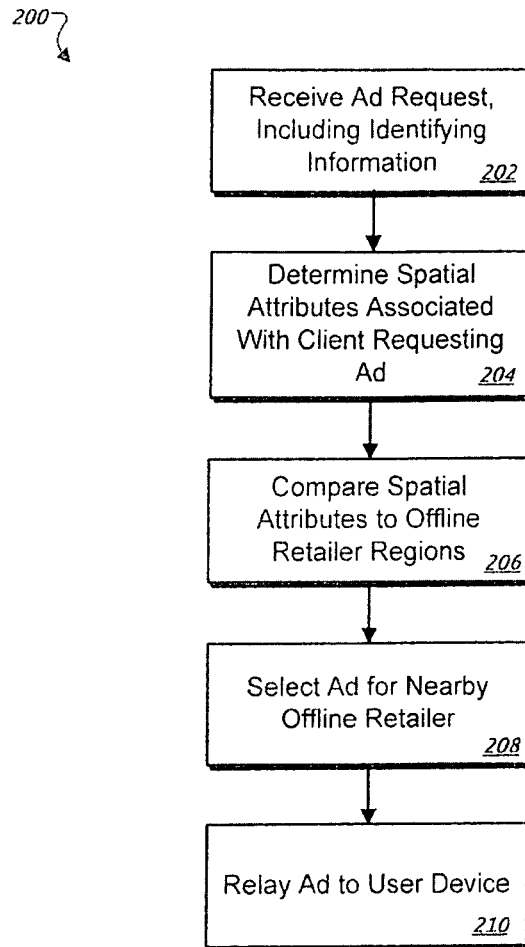 200
Receive Ad Request,
Including Identifying
Information
202
Determine Spatial
Attributes Associated
With Client Requesting
Ad
204
Compare Spatial
Attributes to Offline
Retailer Regions
206
Select Ad for Nearby
Offline Retailer
208
Relay Ad to User Device
210